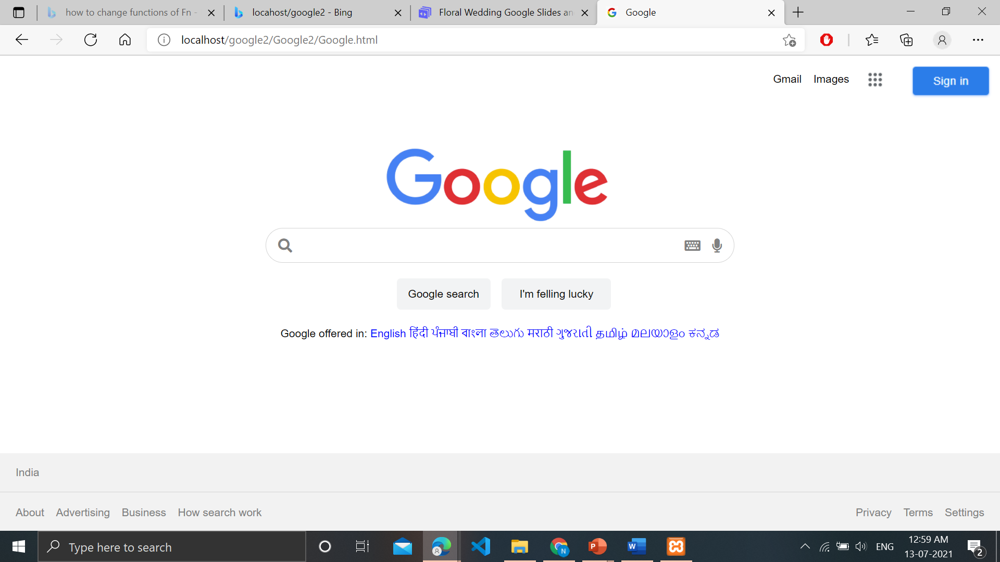 how to change functions of Fn -
locahost/google2 - Bing
Floral Wedding Google Slides an
Google
localhost/google2/Google2/Google.html
Gmail Images Sign in
Google
Google search I'm felling lucky
Google offered in: English हिंदी ਪੰਜਾਬੀ বাংলা తెలుగు मराठी ગુજરાતી தமிழ் മലയാളം ಕನ್ನಡ
India
About Advertising Business How search work Privacy Terms Settings
Type here to search
N
P
W
ENG
12:59 AM
13-07-2021
2